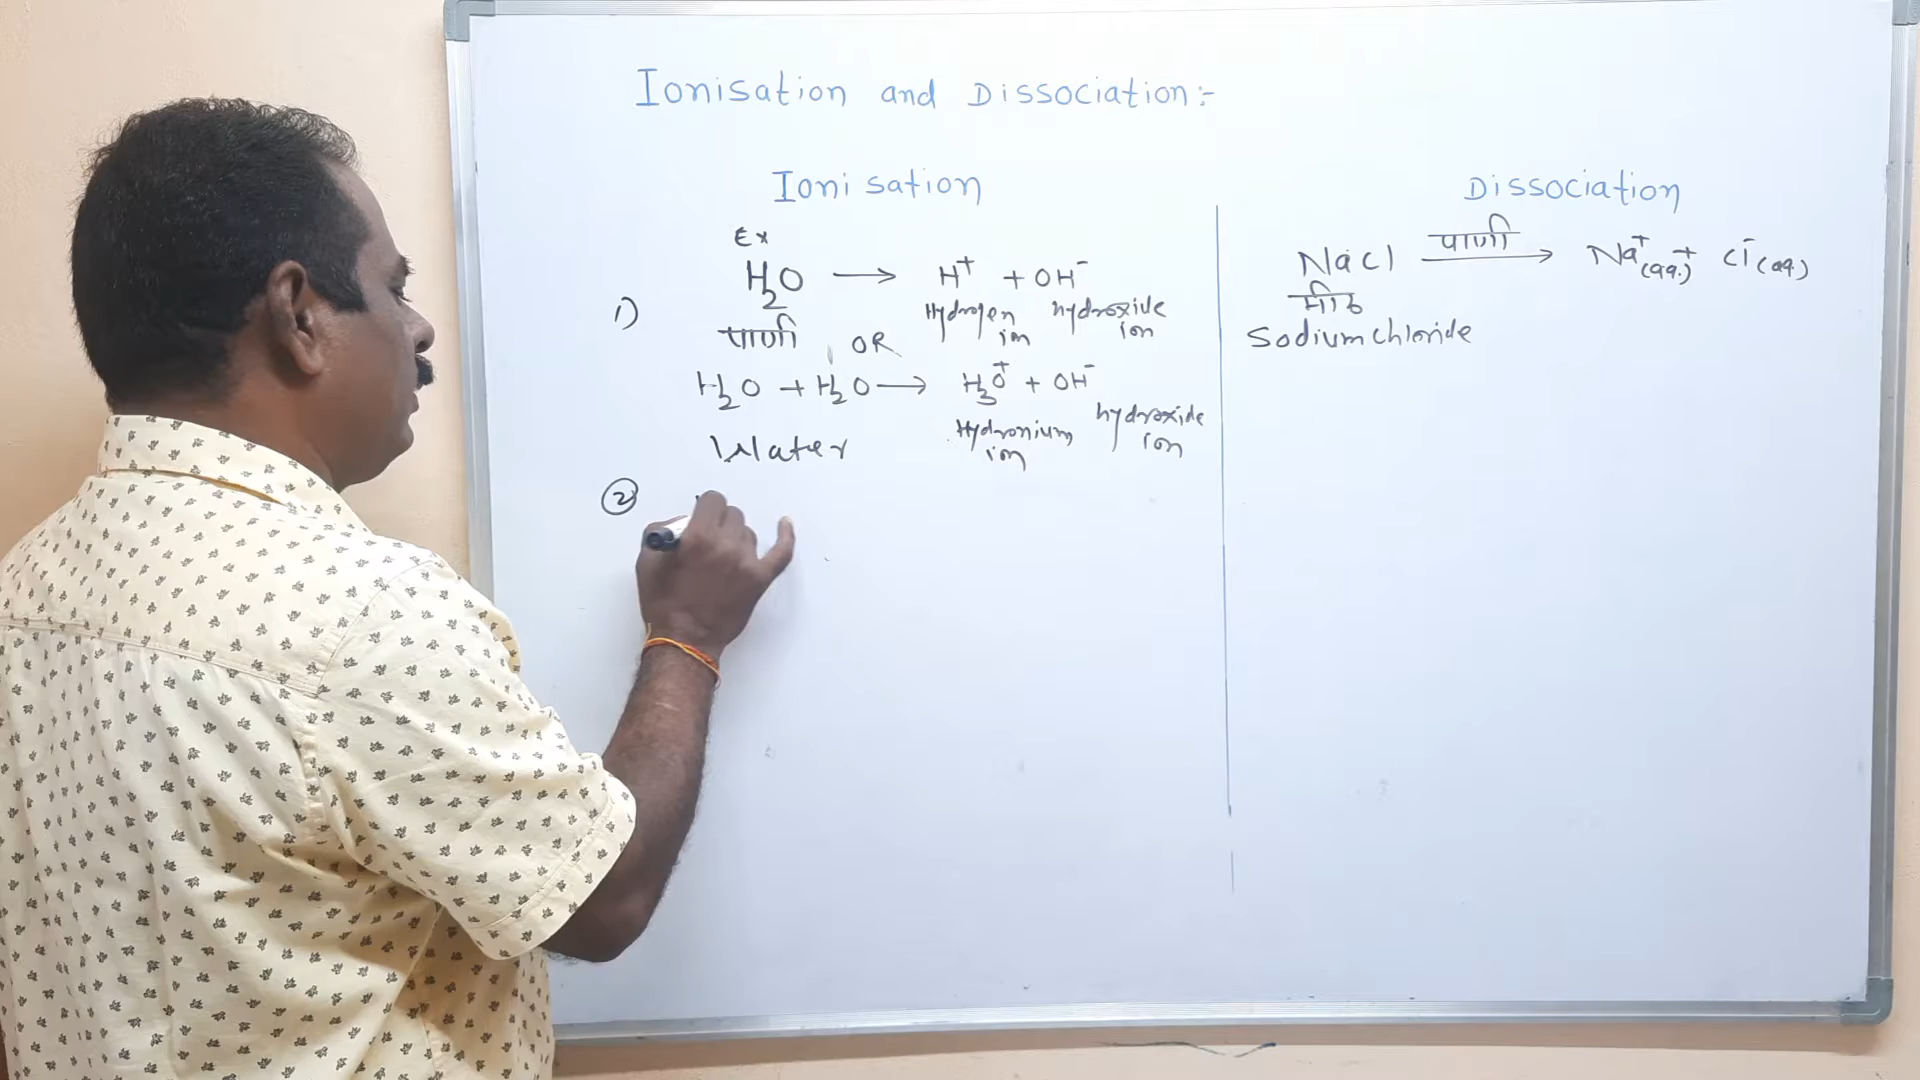 Ionisation and Dissociation:-
Ionisation
Ex
1)
H₂O ⟶ H⁺ + OH⁻
पाणी
Hydrogen ion
hydroxide ion
OR
H₂O + H₂O ⟶ H₃O⁺ + OH⁻
Water
Hydronium ion
hydroxide ion
②
Dissociation
NaCl पाणी ⟶ Na⁺(aq.) + Cl⁻(aq.)
मीठ
Sodium chloride